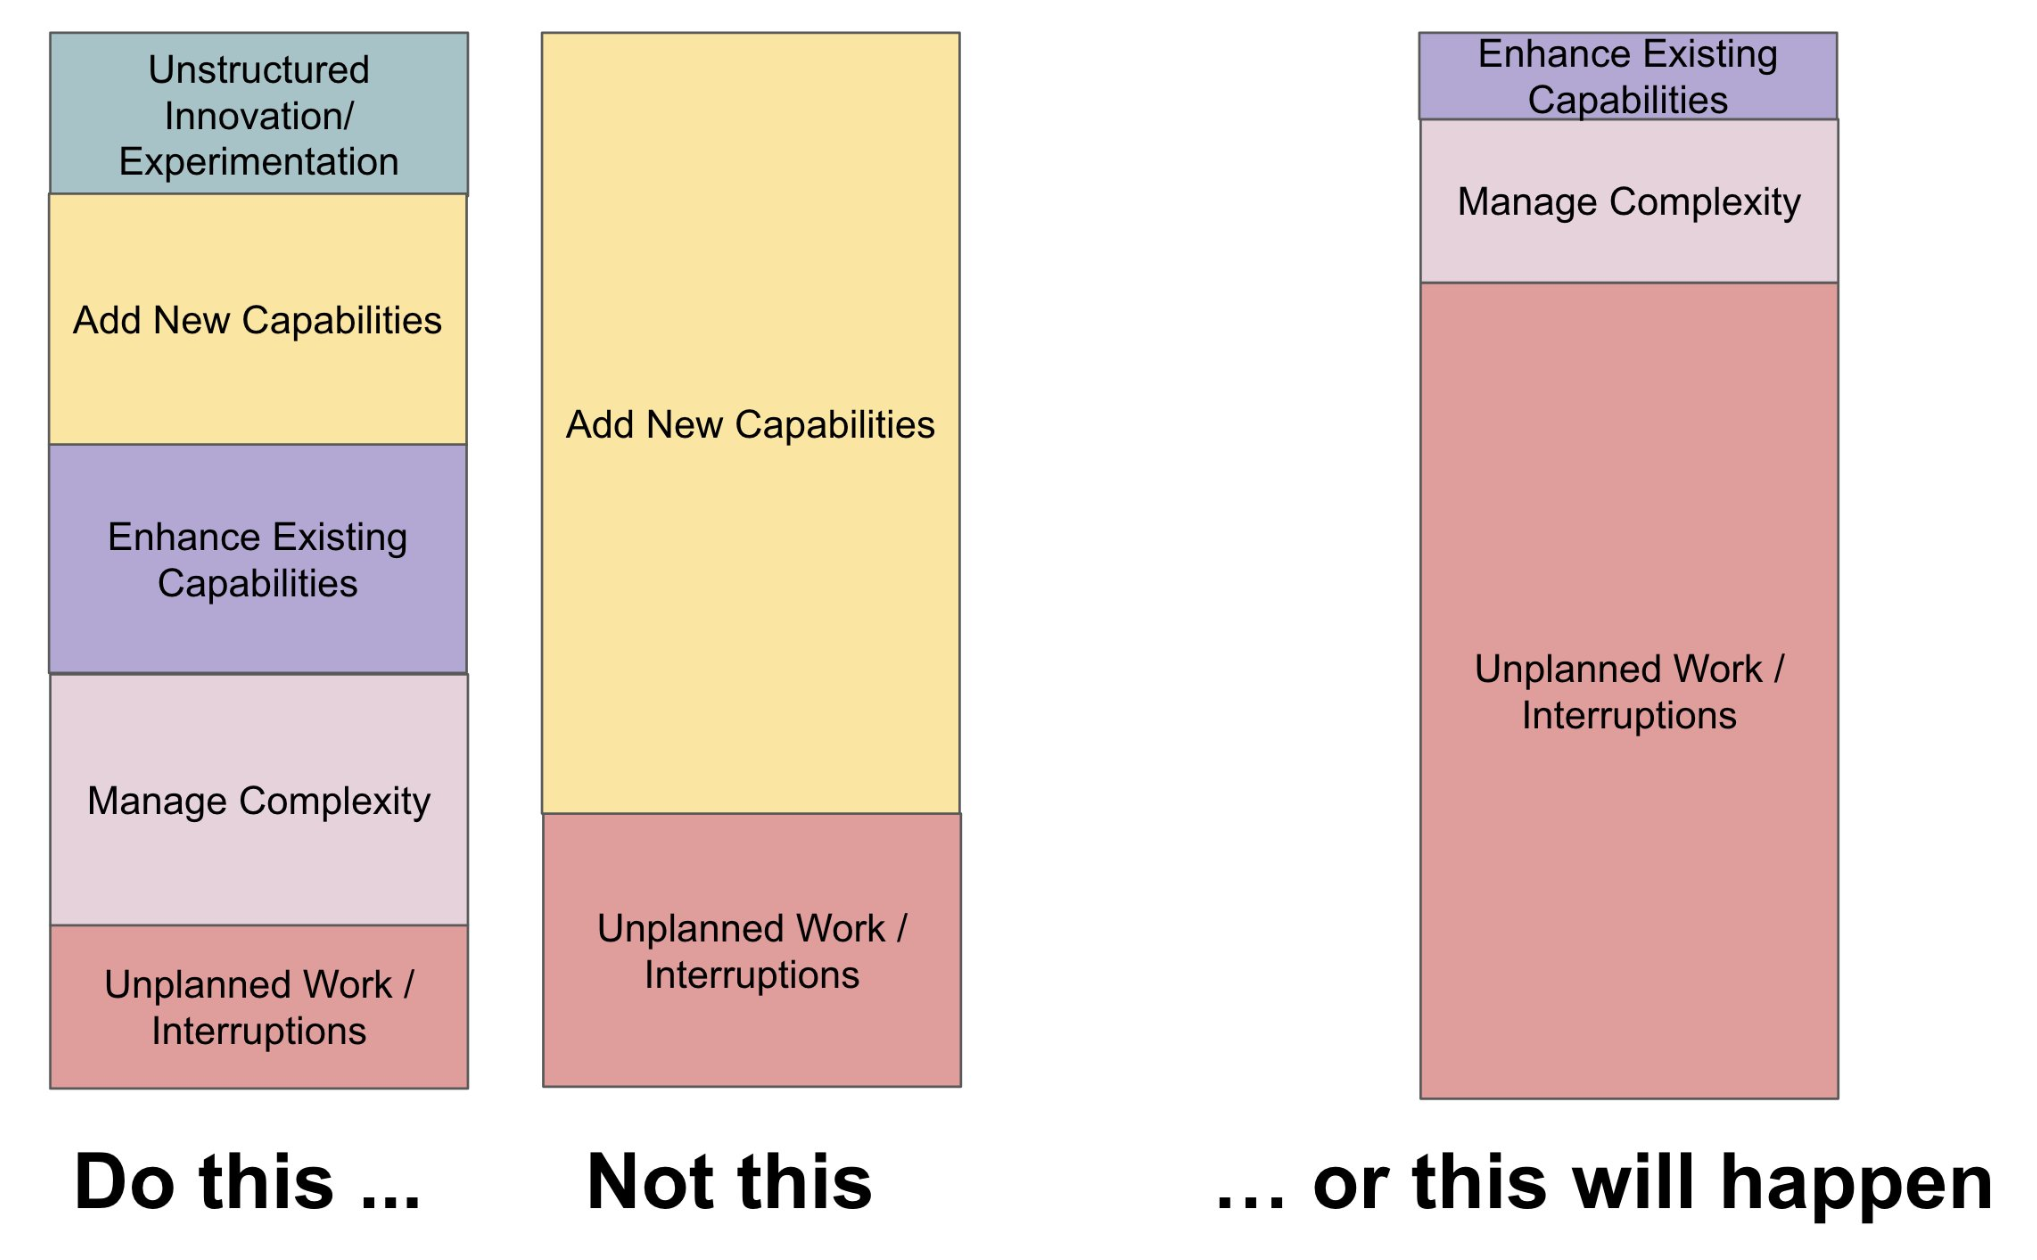 Unstructured
Innovation/
Experimentation
Add New Capabilities
Enhance Existing
Capabilities
Manage Complexity
Unplanned Work /
Interruptions
Do this ...
Add New Capabilities
Unplanned Work /
Interruptions
Not this
Enhance Existing
Capabilities
Manage Complexity
Unplanned Work /
Interruptions
… or this will happen